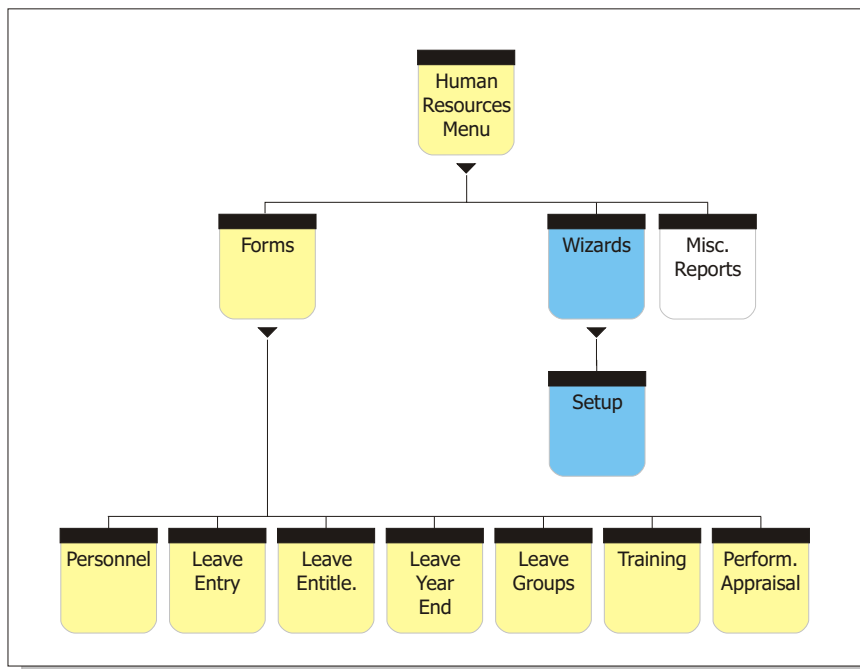 Human
Resources
Menu
Forms
Wizards
Misc.
Reports
Setup
Personnel
Leave
Entry
Leave
Entitle.
Leave
Year
End
Leave
Groups
Training
Perform.
Appraisal